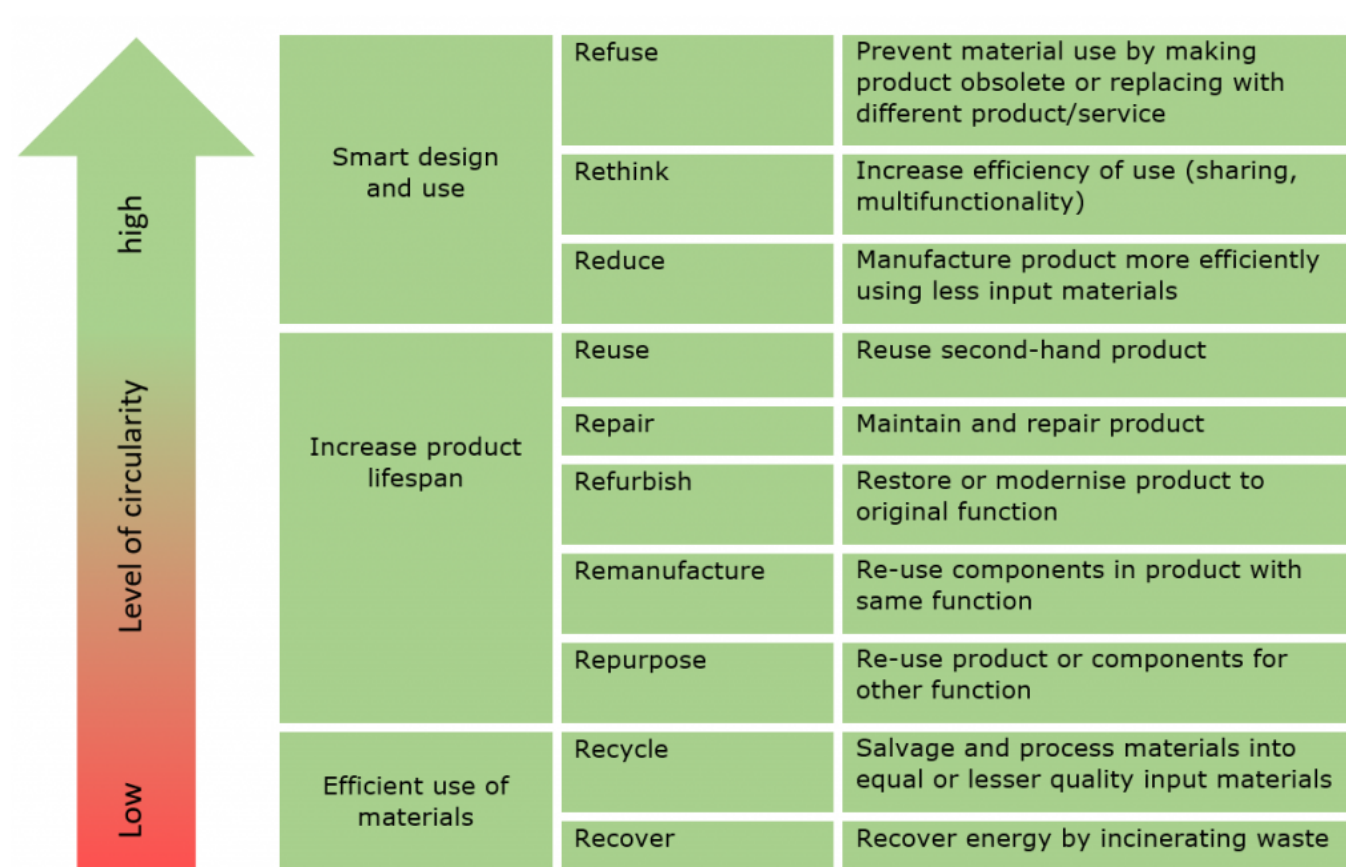 high
Level of circularity
Low
Smart design
and use
Refuse
Prevent material use by making
product obsolete or replacing with
different product/service
Rethink
Increase efficiency of use (sharing,
multifunctionality)
Reduce
Manufacture product more efficiently
using less input materials
Increase product
lifespan
Reuse
Reuse second-hand product
Repair
Maintain and repair product
Refurbish
Restore or modernise product to
original function
Remanufacture
Re-use components in product with
same function
Repurpose
Re-use product or components for
other function
Efficient use of
materials
Recycle
Salvage and process materials into
equal or lesser quality input materials
Recover
Recover energy by incinerating waste